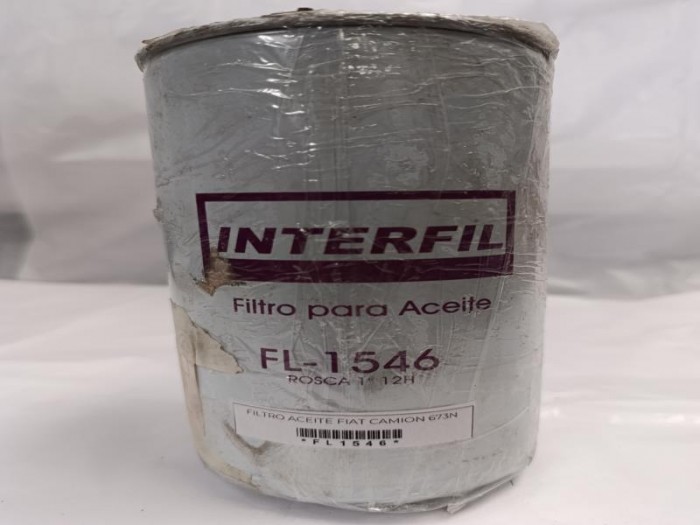 INTERFIL
Filtro para Aceite
FL-1546
ROSCA 1" 12H
FILTRO ACEITE FIAT CAMION 673N
*FL1546*